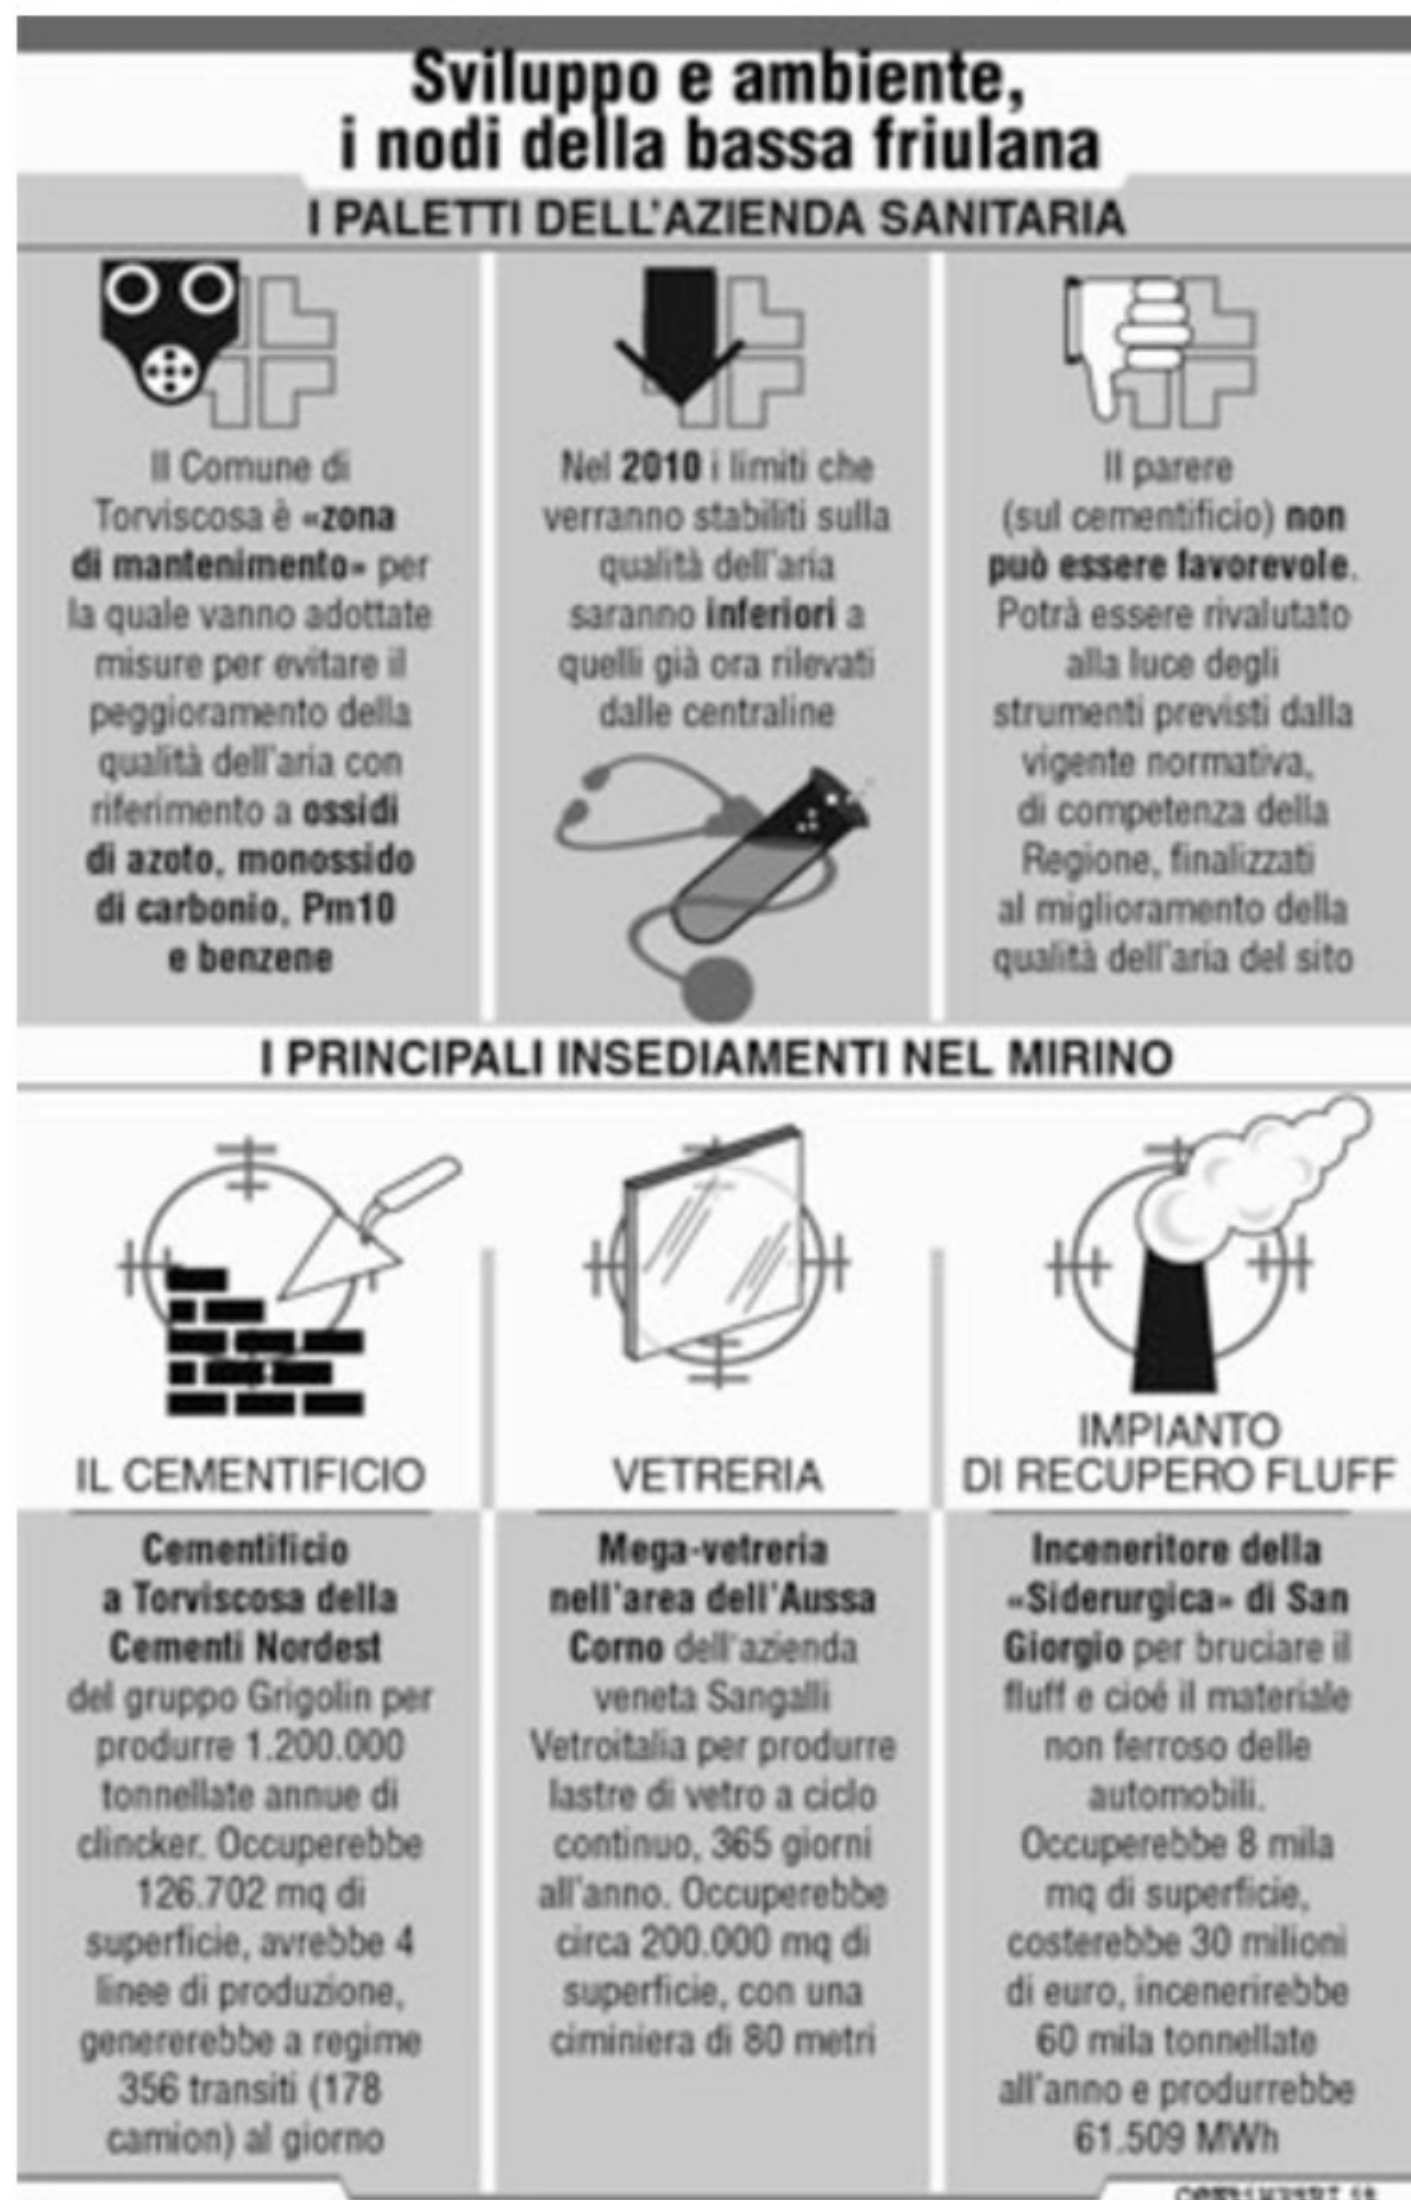 Sviluppo e ambiente,
i nodi della bassa friulana
I PALETTI DELL'AZIENDA SANITARIA
Il Comune di
Torviscosa è «zona
di mantenimento» per
la quale vanno adottate
misure per evitare il
peggioramento della
qualità dell'aria con
riferimento a ossidi
di azoto, monossido
di carbonio, Pm10
e benzene
Nel 2010 i limiti che
verranno stabiliti sulla
qualità dell'aria
saranno inferiori a
quelli già ora rilevati
dalle centraline
Il parere
(sul cementificio) non
può essere favorevole.
Potrà essere rivalutato
alla luce degli
strumenti previsti dalla
vigente normativa,
di competenza della
Regione, finalizzati
al miglioramento della
qualità dell'aria del sito
I PRINCIPALI INSEDIAMENTI NEL MIRINO
IL CEMENTIFICIO
Cementificio
a Torviscosa della
Cementi Nordest
del gruppo Grigolin per
produrre 1.200.000
tonnellate annue di
clincker. Occuperebbe
126.702 mq di
superficie, avrebbe 4
linee di produzione,
genererebbe a regime
356 transiti (178
camion) al giorno
VETRERIA
Mega-vetreria
nell'area dell'Aussa
Corno dell'azienda
veneta Sangalli
Vetroitalia per produrre
lastre di vetro a ciclo
continuo, 365 giorni
all'anno. Occuperebbe
circa 200.000 mq di
superficie, con una
ciminiera di 80 metri
IMPIANTO
DI RECUPERO FLUFF
Inceneritore della
«Siderurgica» di San
Giorgio per bruciare il
fluff e cioé il materiale
non ferroso delle
automobili.
Occuperebbe 8 mila
mq di superficie,
costerebbe 30 milioni
di euro, incenerirebbe
60 mila tonnellate
all'anno e produrrebbe
61.509 MWh